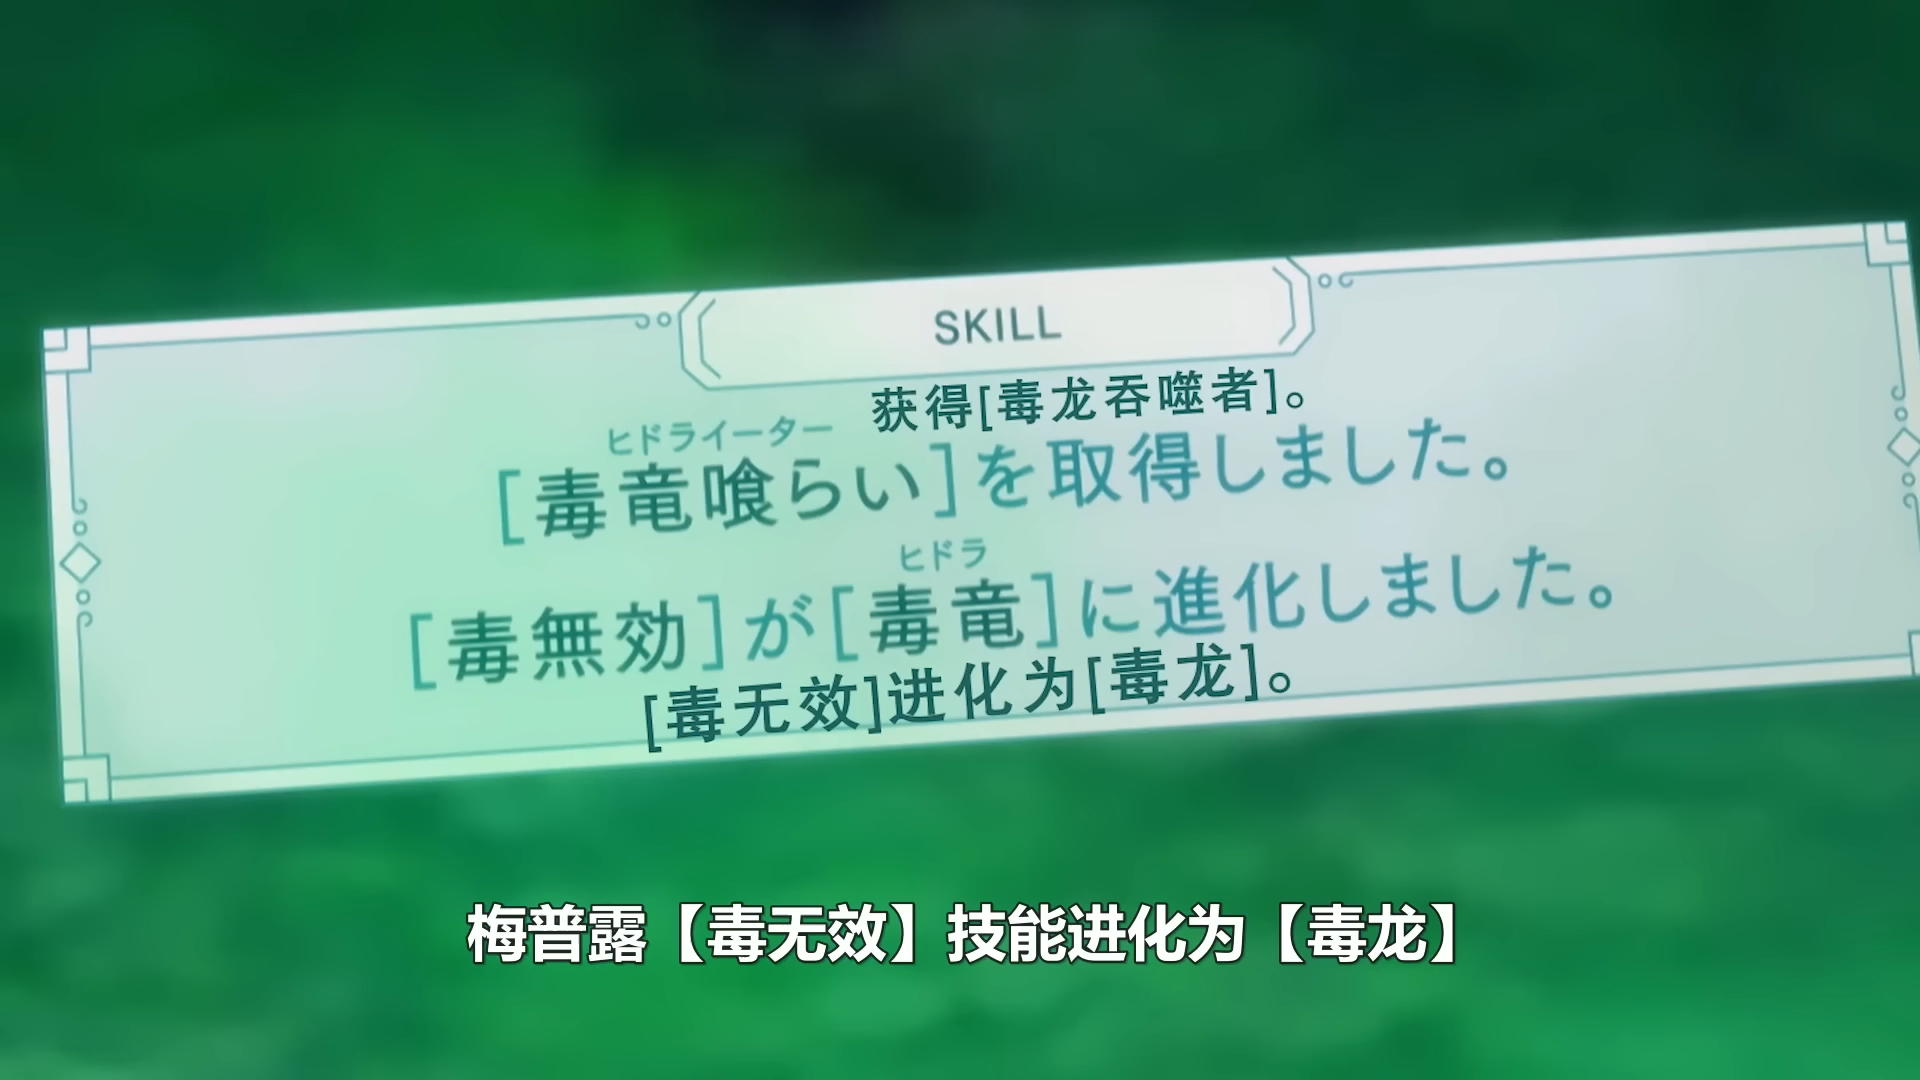 SKILL
获得[毒龙吞噬者]。
ヒドライーター
[毒竜喰らい]を取得しました。
ヒドラ
[毒無効]が[毒竜]に進化しました。
[毒无效]进化为[毒龙]。
梅普露【毒无效】技能进化为【毒龙】